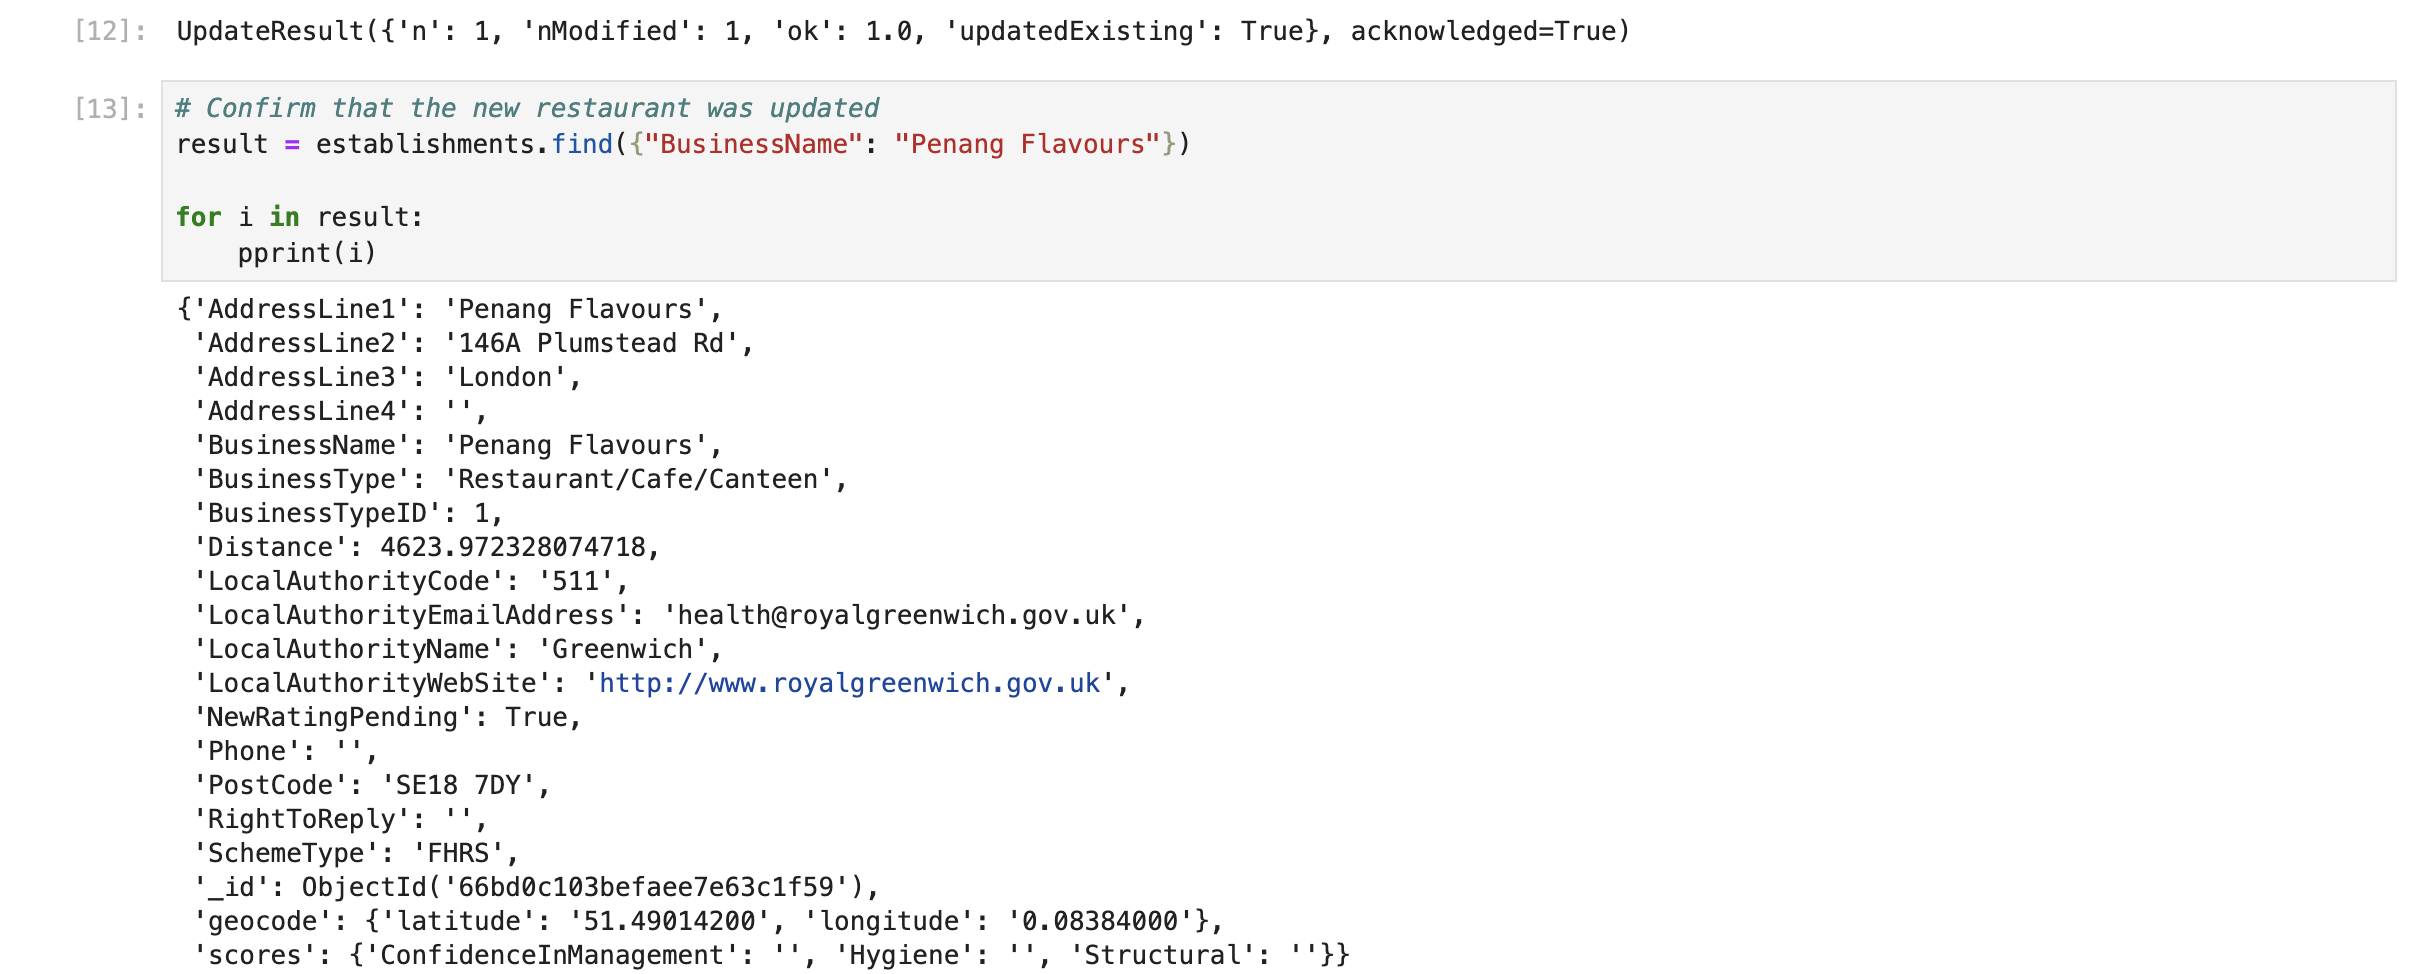 [12]: UpdateResult({'n': 1, 'nModified': 1, 'ok': 1.0, 'updatedExisting': True}, acknowledged=True)
[13]: # Confirm that the new restaurant was updated
result = establishments.find({"BusinessName": "Penang Flavours"})
for i in result:
    pprint(i)
{'AddressLine1': 'Penang Flavours',
 'AddressLine2': '146A Plumstead Rd',
 'AddressLine3': 'London',
 'AddressLine4': '',
 'BusinessName': 'Penang Flavours',
 'BusinessType': 'Restaurant/Cafe/Canteen',
 'BusinessTypeID': 1,
 'Distance': 4623.972328074718,
 'LocalAuthorityCode': '511',
 'LocalAuthorityEmailAddress': 'health@royalgreenwich.gov.uk',
 'LocalAuthorityName': 'Greenwich',
 'LocalAuthorityWebSite': 'http://www.royalgreenwich.gov.uk',
 'NewRatingPending': True,
 'Phone': '',
 'PostCode': 'SE18 7DY',
 'RightToReply': '',
 'SchemeType': 'FHRS',
 '_id': ObjectId('66bd0c103befaee7e63c1f59'),
 'geocode': {'latitude': '51.49014200', 'longitude': '0.08384000'},
 'scores': {'ConfidenceInManagement': '', 'Hygiene': '', 'Structural': ''}}